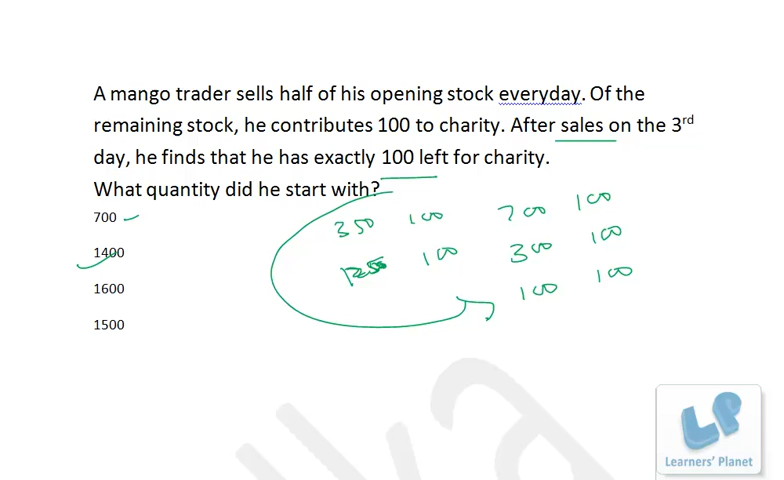 A mango trader sells half of his opening stock everyday. Of the
remaining stock, he contributes 100 to charity. After sales on the 3rd
day, he finds that he has exactly 100 left for charity.
What quantity did he start with?
700
1400
1600
1500
350 100 700 100
100 300 100
100 100
LP
Learners' Planet